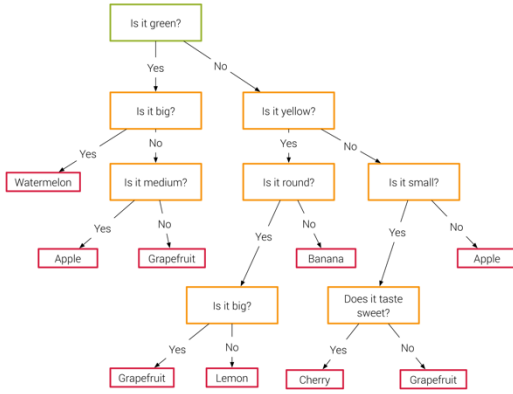 Is it green?
Yes
No
Is it big?
Is it yellow?
Yes
No
Yes
No
Watermelon
Is it medium?
Is it round?
Is it small?
Yes
No
Yes
No
Yes
No
Apple
Grapefruit
Banana
Apple
Is it big?
Does it taste
sweet?
Yes
No
Yes
No
Grapefruit
Lemon
Cherry
Grapefruit